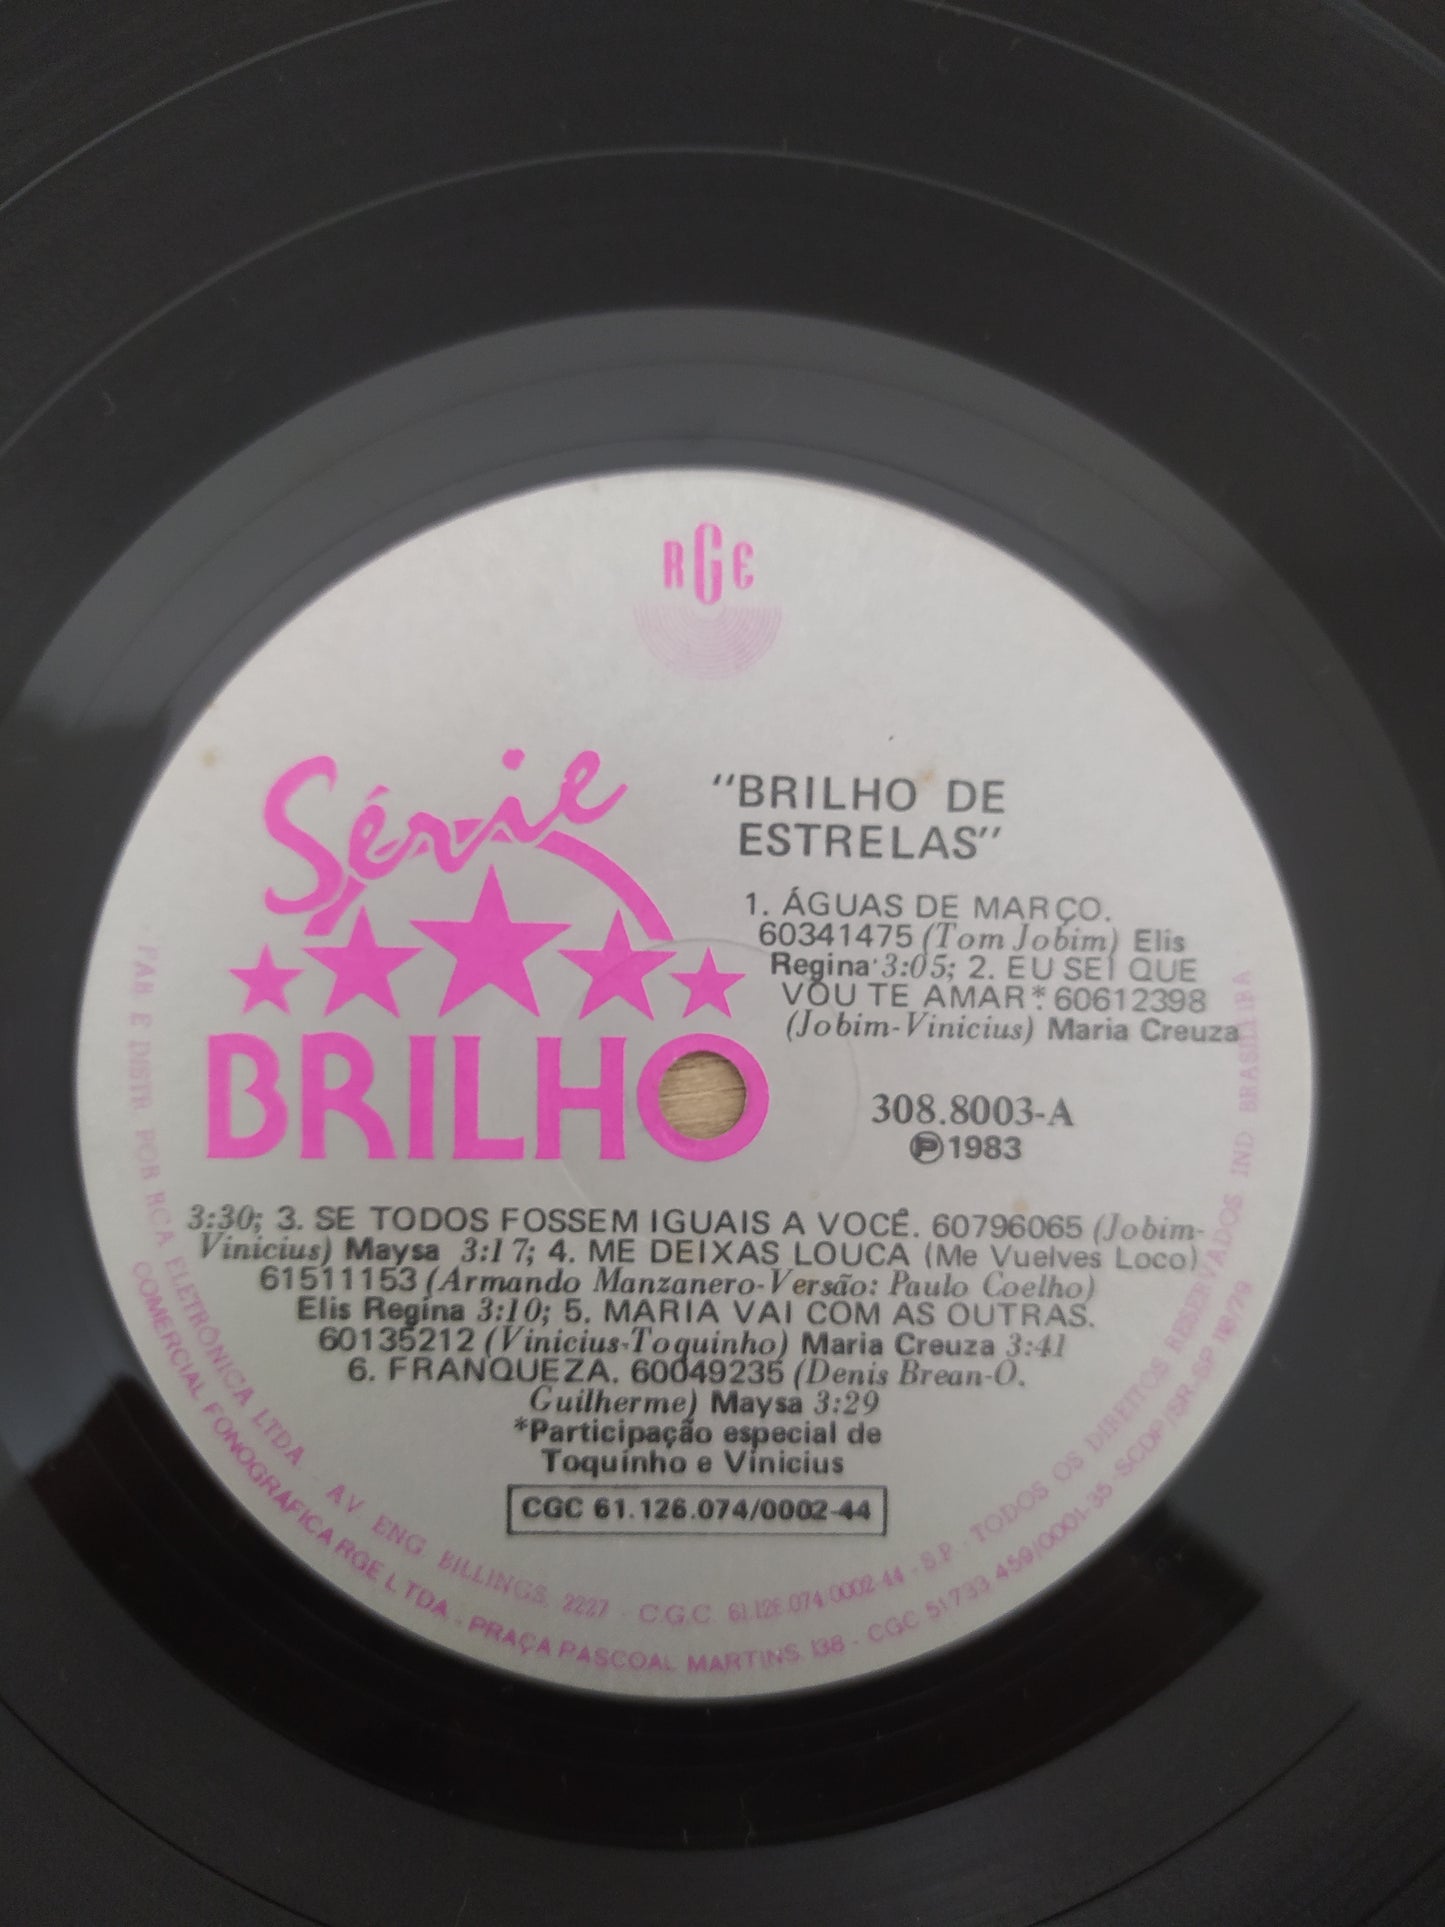 RGE
Série
BRILHO
"BRILHO DE
ESTRELAS"
1. ÁGUAS DE MARÇO.
60341475 (Tom Jobim) Elis
Regina 3:05; 2. EU SEI QUE
VOU TE AMAR*. 60612398
(Jobim-Vinicius) Maria Creuza
308.8003-A
Ⓟ1983
3:30; 3. SE TODOS FOSSEM IGUAIS A VOCÊ. 60796065 (Jobim-
Vinicius) Maysa 3:17; 4. ME DEIXAS LOUCA (Me Vuelves Loco)
61511153 (Armando Manzanero-Versão: Paulo Coelho)
Elis Regina 3:10; 5. MARIA VAI COM AS OUTRAS.
60135212 (Vinicius-Toquinho) Maria Creuza 3:41
6. FRANQUEZA. 60049235 (Denis Brean-O.
Guilherme) Maysa 3:29
*Participação especial de
Toquinho e Vinicius
CGC 61.126.074/0002-44
FAB E DISTR. POR RCA ELETRÔNICA LTDA - AV ENG BILLINGS, 2227 - C.G.C. 61.126.074/0002-44 - S.P. - TODOS OS DIREITOS RESERVADOS IND BRASILEIRA
COMERCIAL FONOGRÁFICA RGE LTDA - PRAÇA PASCOAL MARTINS 138 - CGC 51 733 459/0001-35 - SCDP/SR-SP